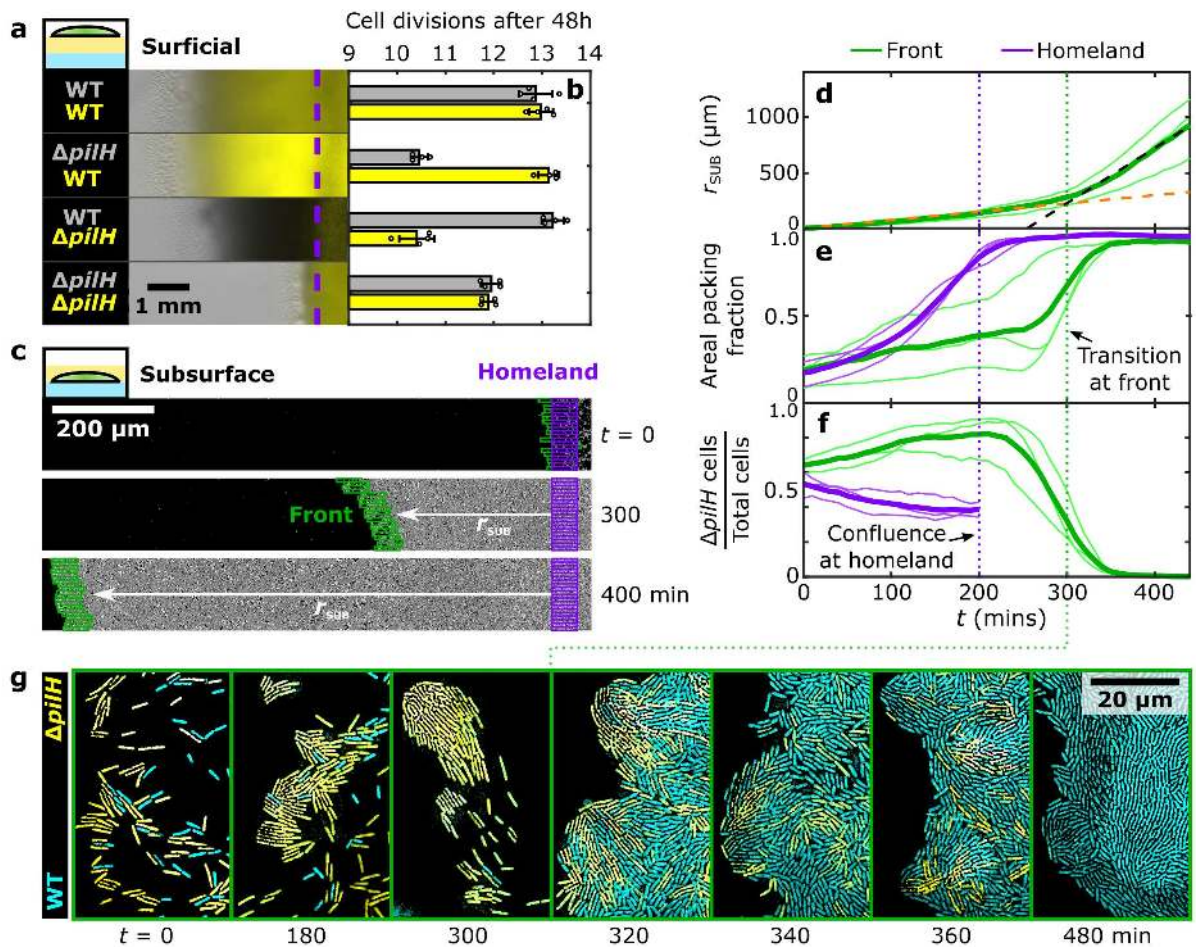 a
Surficial
Cell divisions after 48h
9 10 11 12 13 14
b
WT
WT
ΔpilH
WT
WT
ΔpilH
ΔpilH
ΔpilH
1 mm
c
Subsurface
Homeland
200 µm
t = 0
Front
rSUB
300
rSUB
400 min
Front
Homeland
d
rSUB (µm)
1000
500
0
e
Areal packing
fraction
1.0
0.5
0
Transition
at front
f
ΔpilH cells
Total cells
1.0
0.5
0
Confluence
at homeland
0 100 200 300 400
t (mins)
g
ΔpilH
WT
20 µm
t = 0 180 300 320 340 360 480 min